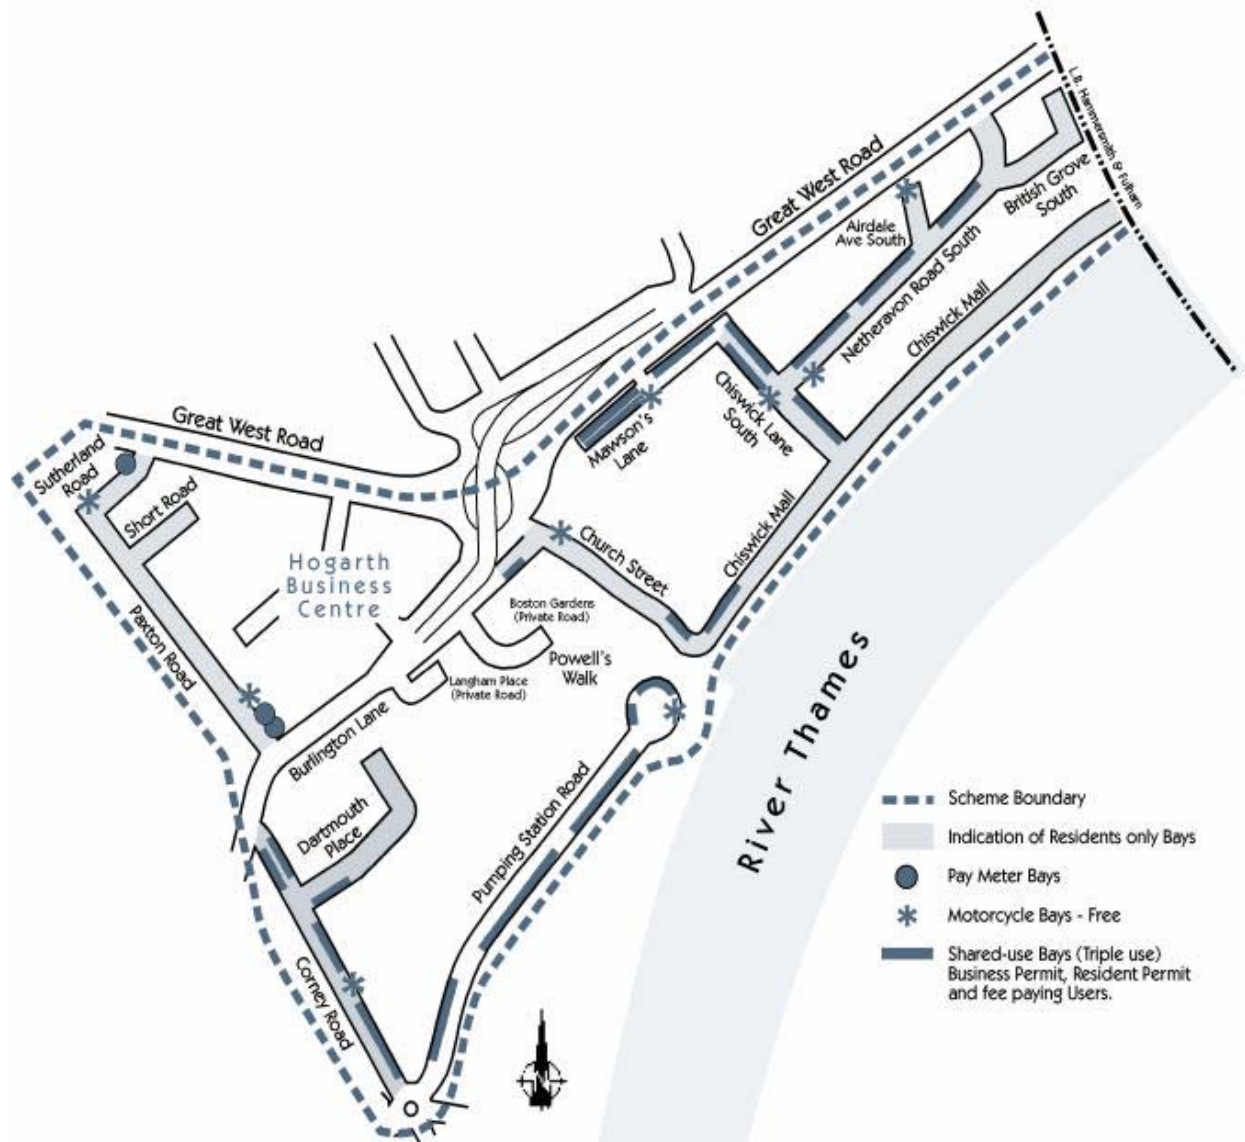 L.B. Hammersmith & Fulham
Great West Road
British Grove
South
Airdale
Ave South
Netheravon Road South
Chiswick Mall
Chiswick Lane
South
Mawson's
Lane
Great West Road
Sutherland
Road
Short Road
Hogarth
Business
Centre
Church Street
Chiswick Mall
Boston Gardens
(Private Road)
Powell's
Walk
Langham Place
(Private Road)
Paxton Road
Burlington Lane
Dartmouth
Place
Pumping Station Road
Corney Road
River Thames
N
Scheme Boundary
Indication of Residents only Bays
Pay Meter Bays
Motorcycle Bays - Free
Shared-use Bays (Triple use)
Business Permit, Resident Permit
and fee paying Users.